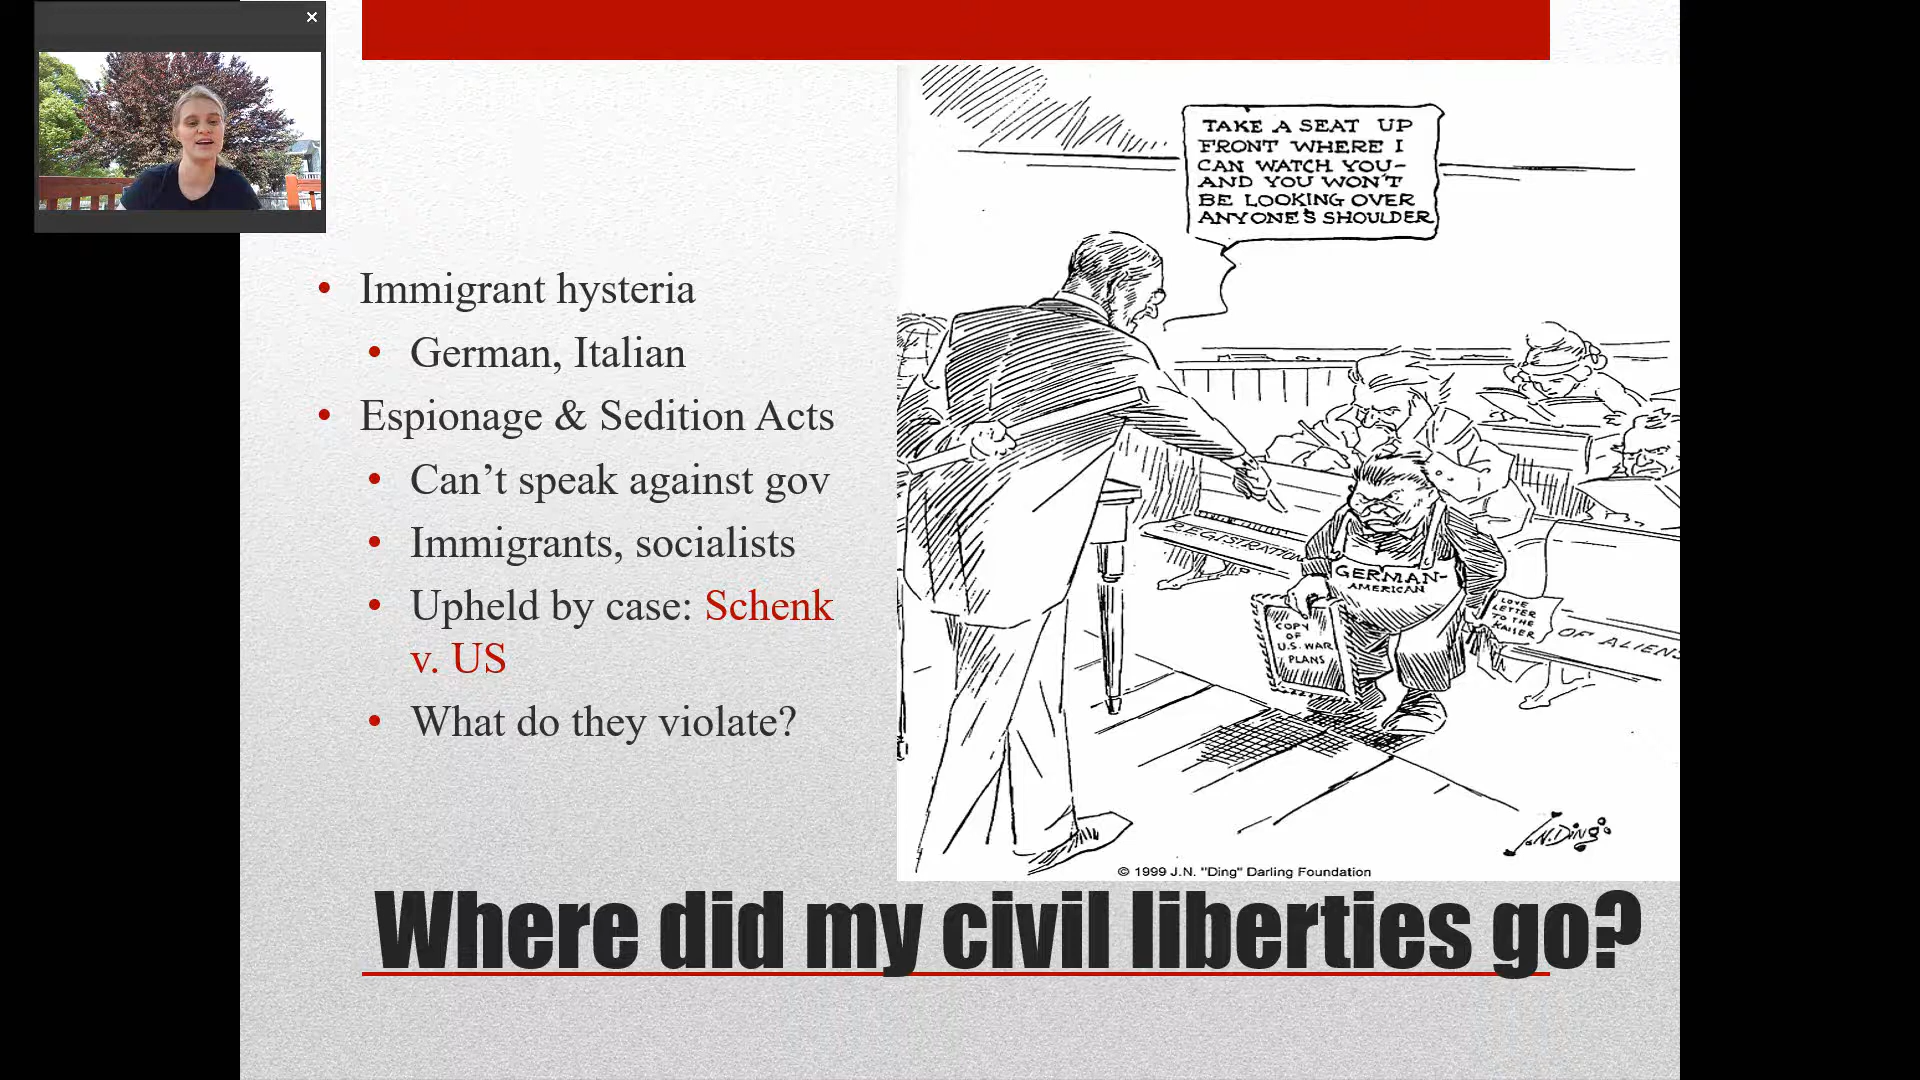 Immigrant hysteria
German, Italian
Espionage & Sedition Acts
Can’t speak against gov
Immigrants, socialists
Upheld by case: Schenk
v. US
What do they violate?
TAKE A SEAT UP
FRONT WHERE I
CAN WATCH YOU-
AND YOU WON'T
BE LOOKING OVER
ANYONE'S SHOULDER
REGISTRATION
OF ALIENS
GERMAN-
AMERICAN
COPY
OF
U.S. WAR
PLANS
LOVE
LETTER
TO THE
KAISER
J.N. Ding
© 1999 J.N. "Ding" Darling Foundation
Where did my civil liberties go?